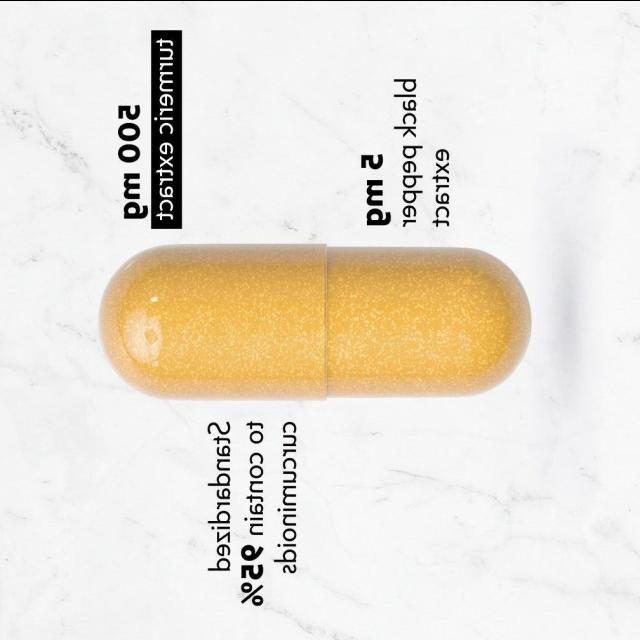 500 mg
turmeric extract
5 mg
black pepper
extract
Standardized
to contain 95%
curcuminoids